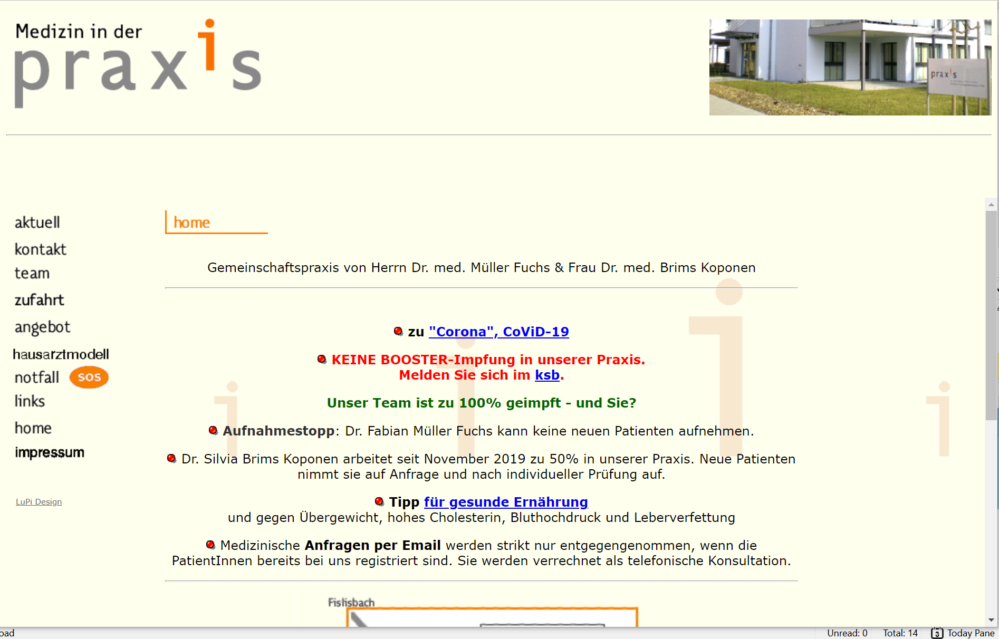 Medizin in der
praxis
praxis
aktuell
kontakt
team
zufahrt
angebot
hausarztmodell
notfall SOS
links
home
impressum
LuPi Design
home
Gemeinschaftspraxis von Herrn Dr. med. Müller Fuchs & Frau Dr. med. Brims Koponen
zu "Corona", CoViD-19
KEINE BOOSTER-Impfung in unserer Praxis.
Melden Sie sich im ksb.
Unser Team ist zu 100% geimpft - und Sie?
Aufnahmestopp: Dr. Fabian Müller Fuchs kann keine neuen Patienten aufnehmen.
Dr. Silvia Brims Koponen arbeitet seit November 2019 zu 50% in unserer Praxis. Neue Patienten
nimmt sie auf Anfrage und nach individueller Prüfung auf.
Tipp für gesunde Ernährung
und gegen Übergewicht, hohes Cholesterin, Bluthochdruck und Leberverfettung
Medizinische Anfragen per Email werden strikt nur entgegengenommen, wenn die
PatientInnen bereits bei uns registriert sind. Sie werden verrechnet als telefonische Konsultation.
Fislisbach
oad
Unread: 0 Total: 14 3 Today Pane